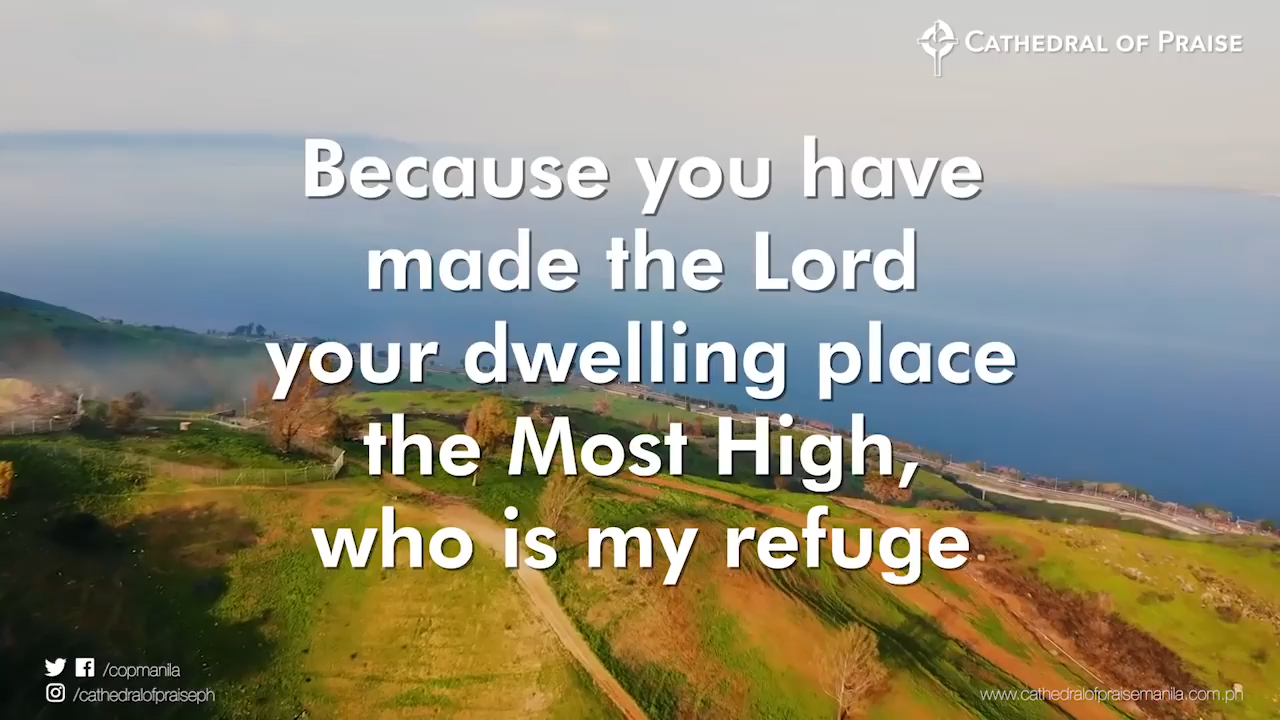 Cathedral of Praise
Because you have
made the Lord
your dwelling place
the Most High,
who is my refuge
/copmanila
/cathedralofpraiseph
www.cathedralofpraisemanila.com.ph